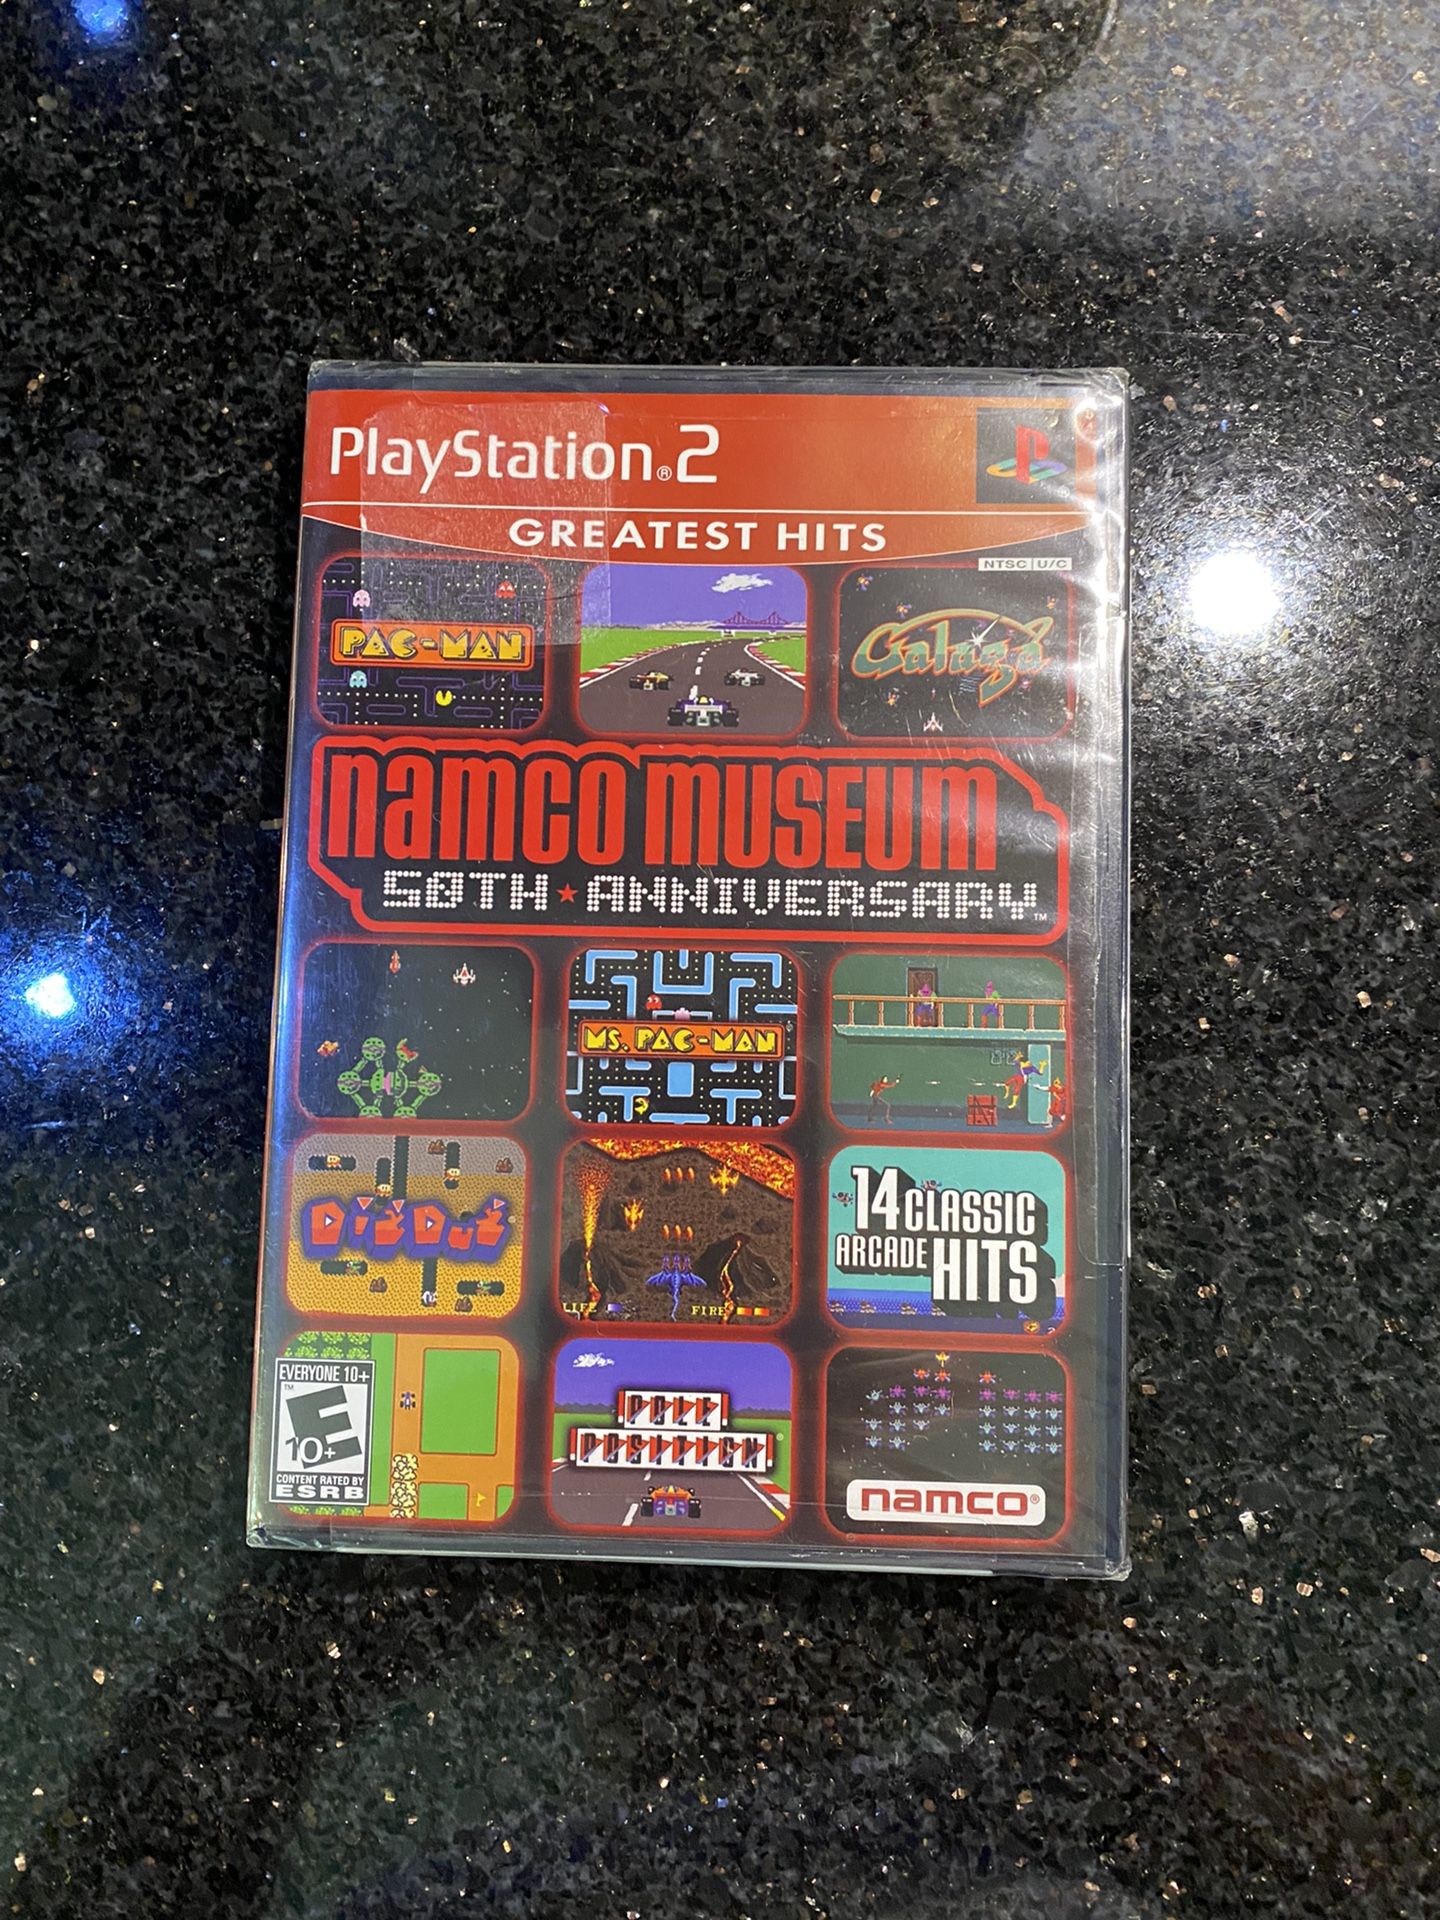 PlayStation®2
GREATEST HITS
NTSC U/C
PAC-MAN
Galaga
namco museum
50TH ★ ANNIVERSARY™
MS. PAC-MAN
DIG DUG
LIFE FIRE
14 CLASSIC
ARCADE HITS
EVERYONE 10+
™
E
10+
CONTENT RATED BY
ESRB
POLE
POSITION®
namco®